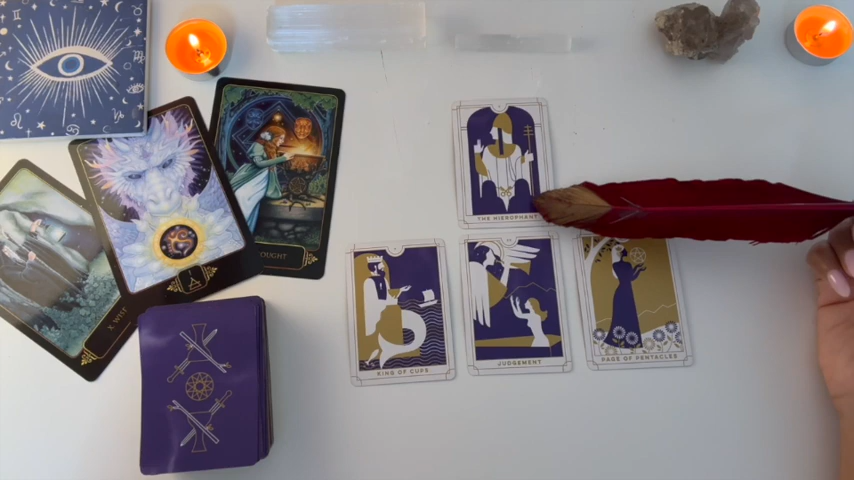 THE HIEROPHANT
KING OF CUPS
JUDGEMENT
PAGE OF PENTACLES